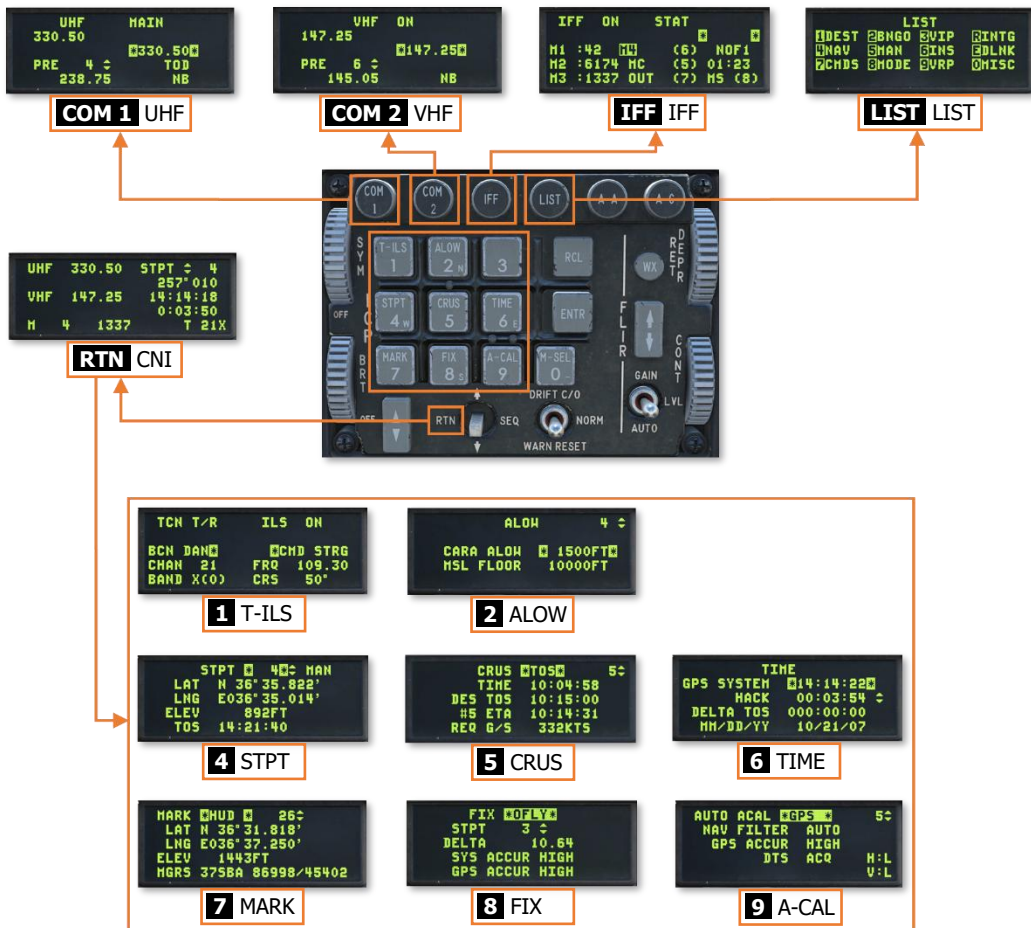 UHF MAIN
330.50
*330.50*
PRE 4 TOD
238.75 NB
COM 1 UHF
VHF ON
147.25
*147.25*
PRE 6
145.05 NB
COM 2 VHF
IFF ON STAT
* *
M1 :42 M4 (6) NOF1
M2 :6174 MC (5) 01:23
M3 :1337 OUT (7) MS (8)
IFF IFF
LIST
1DEST 2BNGO 3VIP RINTG
4NAV 5MAN 6INS EDLNK
7CMDS 8MODE 9VRP 0MISC
LIST LIST
COM 1
COM 2
IFF
LIST
A-A
A-G
SYM
RET DEPR
T-ILS 1
ALOW 2 N
3
RCL
WX
OFF
ICP
STPT 4 W
CRUS 5
TIME 6 E
ENTR
FLIR
BRT
CONT
MARK 7
FIX 8 S
A-CAL 9
M-SEL 0 -
GAIN
LVL
AUTO
OFF
RTN
SEQ
DRIFT C/O
NORM
WARN RESET
UHF 330.50 STPT 4
257°010
VHF 147.25 14:14:18
0:03:50
M 4 1337 T 21X
RTN CNI
TCN T/R ILS ON
BCN DAN* *CMD STRG
CHAN 21 FRQ 109.30
BAND X(0) CRS 50°
1 T-ILS
ALOW 4
CARA ALOW * 1500FT*
MSL FLOOR 10000FT
2 ALOW
STPT * 4* MAN
LAT N 36°35.822'
LNG E036°35.014'
ELEV 892FT
TOS 14:21:40
4 STPT
CRUS *TOS* 5
TIME 10:04:58
DES TOS 10:15:00
#5 ETA 10:14:31
REQ G/S 332KTS
5 CRUS
TIME
GPS SYSTEM *14:14:22*
HACK 00:03:54
DELTA TOS 000:00:00
MM/DD/YY 10/21/07
6 TIME
MARK *HUD * 26
LAT N 36°31.818'
LNG E036°37.250'
ELEV 1443FT
MGRS 37SBA 86998/45402
7 MARK
FIX *OFLY*
STPT 3
DELTA 10.64
SYS ACCUR HIGH
GPS ACCUR HIGH
8 FIX
AUTO ACAL *GPS * 5
NAV FILTER AUTO
GPS ACCUR HIGH
DTS ACQ H:L
V:L
9 A-CAL